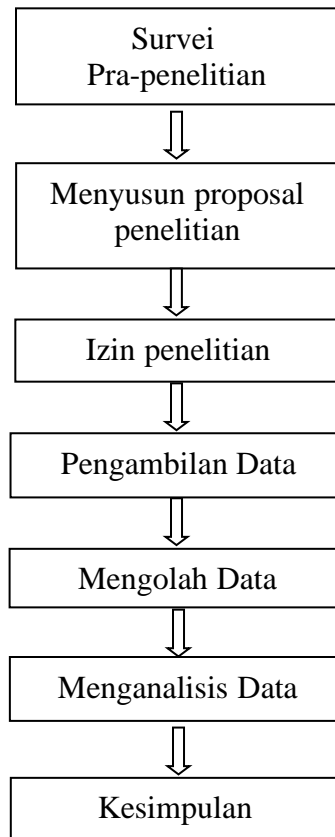 Survei
Pra-penelitian
Menyusun proposal
penelitian
Izin penelitian
Pengambilan Data
Mengolah Data
Menganalisis Data
Kesimpulan